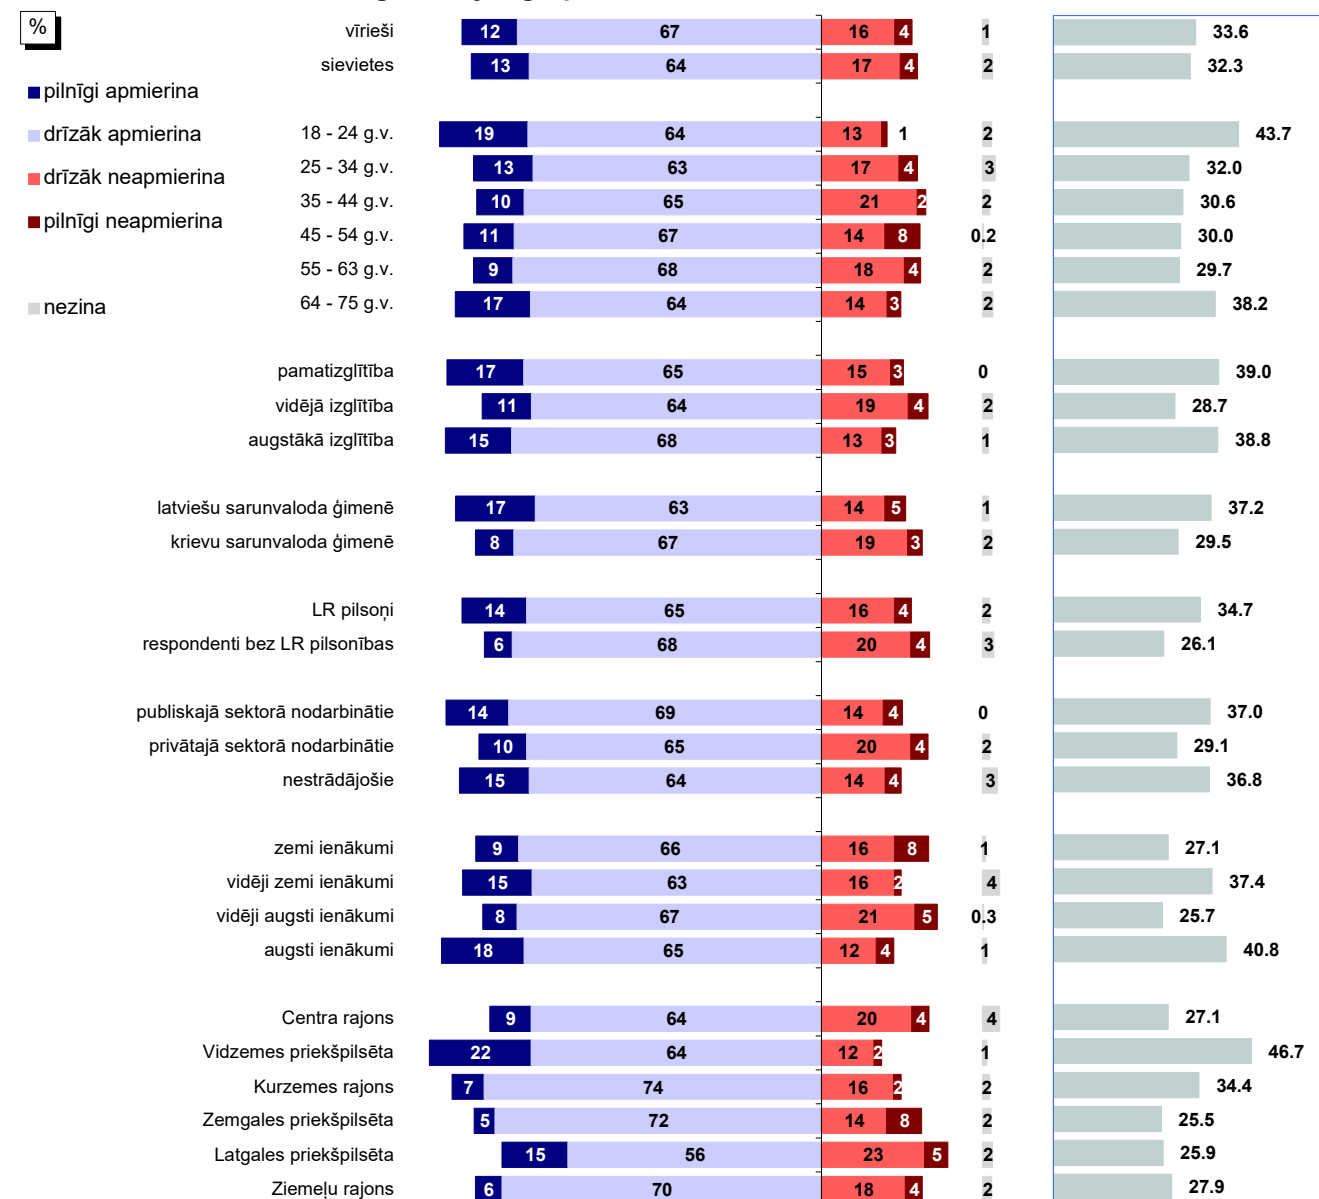 %
pilnīgi apmierina
drīzāk apmierina
drīzāk neapmierina
pilnīgi neapmierina
nezina
vīrieši 12 67 16 4 1 33.6
sievietes 13 64 17 4 2 32.3
18 - 24 g.v. 19 64 13 1 2 43.7
25 - 34 g.v. 13 63 17 4 3 32.0
35 - 44 g.v. 10 65 21 2 2 30.6
45 - 54 g.v. 11 67 14 8 0.2 30.0
55 - 63 g.v. 9 68 18 4 2 29.7
64 - 75 g.v. 17 64 14 3 2 38.2
pamatizglītība 17 65 15 3 0 39.0
vidējā izglītība 11 64 19 4 2 28.7
augstākā izglītība 15 68 13 3 1 38.8
latviešu sarunvaloda ģimenē 17 63 14 5 1 37.2
krievu sarunvaloda ģimenē 8 67 19 3 2 29.5
LR pilsoņi 14 65 16 4 2 34.7
respondenti bez LR pilsonības 6 68 20 4 3 26.1
publiskajā sektorā nodarbinātie 14 69 14 4 0 37.0
privātajā sektorā nodarbinātie 10 65 20 4 2 29.1
nestrādājošie 15 64 14 4 3 36.8
zemi ienākumi 9 66 16 8 1 27.1
vidēji zemi ienākumi 15 63 16 2 4 37.4
vidēji augsti ienākumi 8 67 21 5 0.3 25.7
augsti ienākumi 18 65 12 4 1 40.8
Centra rajons 9 64 20 4 4 27.1
Vidzemes priekšpilsēta 22 64 12 2 1 46.7
Kurzemes rajons 7 74 16 2 2 34.4
Zemgales priekšpilsēta 5 72 14 8 2 25.5
Latgales priekšpilsēta 15 56 23 5 2 25.9
Ziemeļu rajons 6 70 18 4 2 27.9